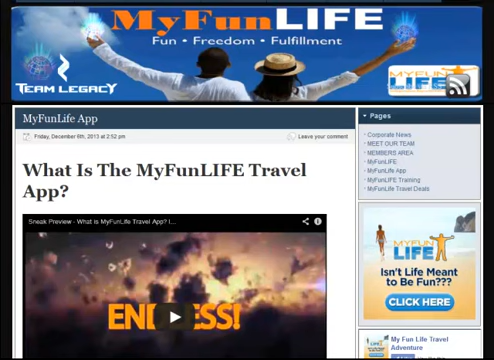 MyFunLIFE
Fun • Freedom • Fulfillment
TEAM LEGACY
MYFUN
LIFE
MyFunLife App
Friday, December 6th, 2013 at 2:52 pm
Leave your comment
What Is The MyFunLIFE Travel
App?
Sneak Preview - What is MyFunLife Travel App? I...
ENDLESS!
Pages
Corporate News
MEET OUR TEAM
MEMBERS AREA
MyFunLIFE
MyFunLife App
MyFunLIFE Training
MyFunLife Travel Deals
MYFUN
LIFE
Isn't Life Meant
to Be Fun???
CLICK HERE
My Fun Life Travel
Adventure